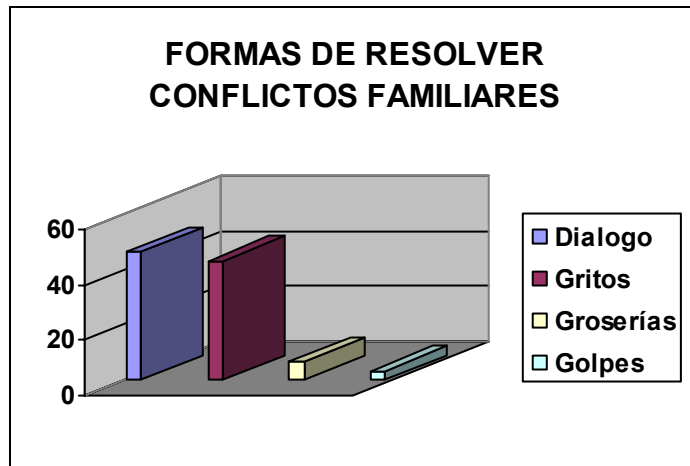 FORMAS DE RESOLVER
CONFLICTOS FAMILIARES
60
40
20
0
Dialogo
Gritos
Groserías
Golpes